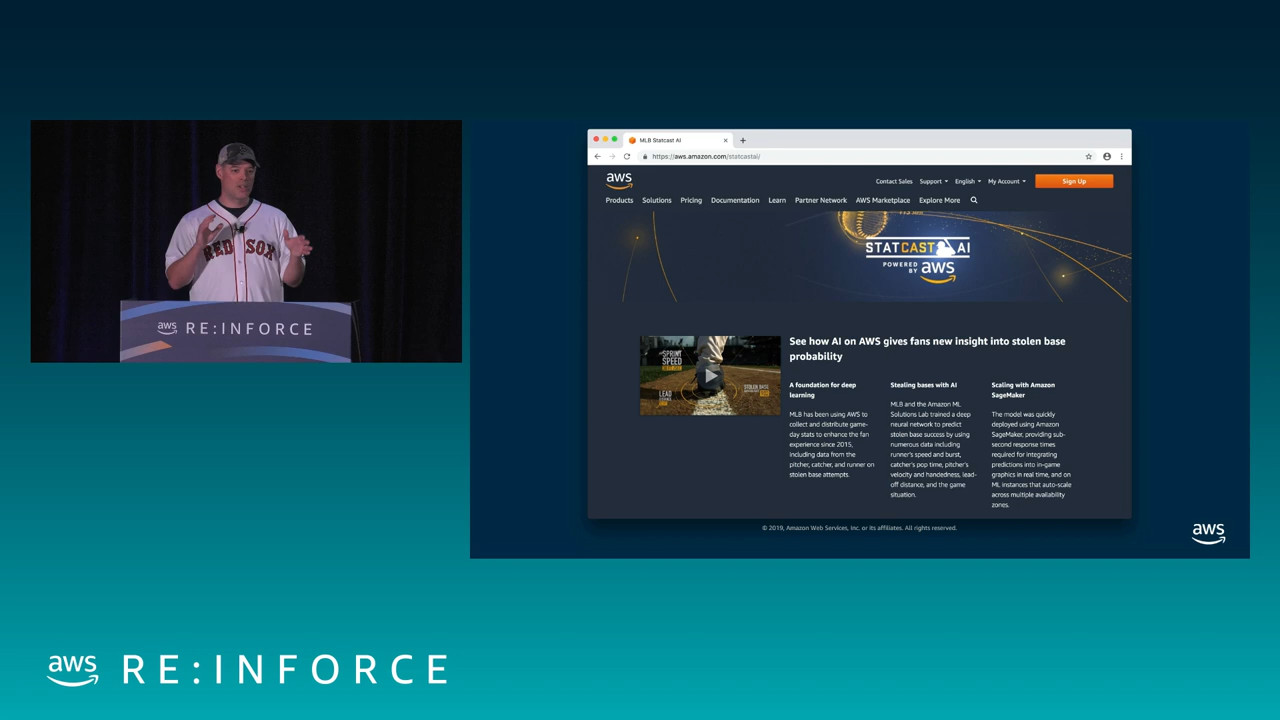 RED SOX
aws RE:INFORCE
MLB Statcast AI
https://aws.amazon.com/statcastai/
aws
Contact Sales Support English My Account Sign Up
Products Solutions Pricing Documentation Learn Partner Network AWS Marketplace Explore More
STATCAST AI
POWERED BY aws
SPRINT SPEED
LEAD
STOLEN BASE
See how AI on AWS gives fans new insight into stolen base
probability
A foundation for deep
learning
MLB has been using AWS to
collect and distribute game-
day stats to enhance the fan
experience since 2015,
including data from the
pitcher, catcher, and runner on
stolen base attempts.
Stealing bases with AI
MLB and the Amazon ML
Solutions Lab trained a deep
neural network to predict
stolen base success by using
numerous data including
runner's speed and burst,
catcher's pop time, pitcher's
velocity and handedness, lead-
off distance, and the game
situation.
Scaling with Amazon
SageMaker
The model was quickly
deployed using Amazon
SageMaker, providing sub-
second response times
required for integrating
predictions into in-game
graphics in real time, and on
ML instances that auto-scale
across multiple availability
zones.
© 2019, Amazon Web Services, Inc. or its affiliates. All rights reserved.
aws
aws RE:INFORCE